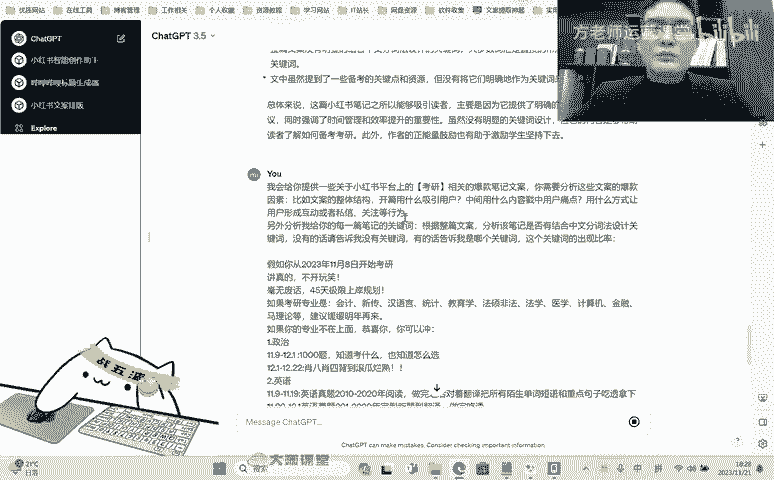 优络网站 在线工具 博客管理 工作相关 个人收藏 资源教程 学习网站 IT站长 网盘资源 软件收集
方老师运营课堂 bilibili
ChatGPT
ChatGPT 3.5
小红书智能创作助手
小红书文案排版
Explore
关键词。
• 文中虽然提到了一些备考的关键点和资源,但没有将它们明确地作为关键词
总体来说,这篇小红书笔记之所以能够吸引读者,主要是因为它提供了明确的
议,同时强调了时间管理和效率提升的重要性。虽然没有明显的关键词设计,
读者了解如何备考考研。此外,作者的正能量鼓励也有助于激励学生坚持下去。
You
我会给你提供一些关于小红书平台上的【考研】相关的爆款笔记文案,你需要分析这些文案的爆款
因素:比如文案的整体结构,开篇用什么吸引用户?中间用什么内容戳中用户痛点?用什么方式让
用户形成互动或者私信、关注等行为。
另外分析我给你的每一篇笔记的关键词:根据整篇文案,分析该笔记是否有结合中文分词法设计关
键词,没有的话请告诉我没有关键词,有的话告诉我是哪个关键词,这个关键词的出现比率:
假如你从2023年11月8日开始考研
讲真的,不开玩笑!
毫无废话,45天极限上岸规划!
如果考研专业是:会计、新传、汉语言、统计、教育学、法硕非法、法学、医学、计算机、金融、
马理论等,建议缓缓明年再来。
如果你的专业不在上面,恭喜你,你可以冲:
1.政治
11.9-12.1:1000题,知道考什么,也知道怎么选
12.1-12.22:肖八肖四背到滚瓜烂熟!!
2.英语
11.9-11.19:英语真题2010-2020年阅读,做完之后对着翻译把所有陌生单词短语和重点句子吃透拿下
战五渣
Message ChatGPT...
ChatGPT can make mistakes. Consider checking important information.
大师课堂
21°C
日落
搜索
中 拼
18:28
2023/11/21